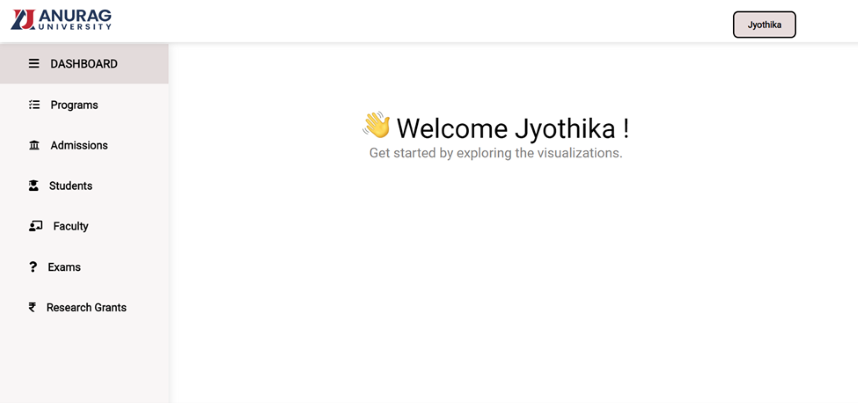 ANURAG
UNIVERSITY
Jyothika
DASHBOARD
Programs
Admissions
Students
Faculty
Exams
Research Grants
Welcome Jyothika !
Get started by exploring the visualizations.